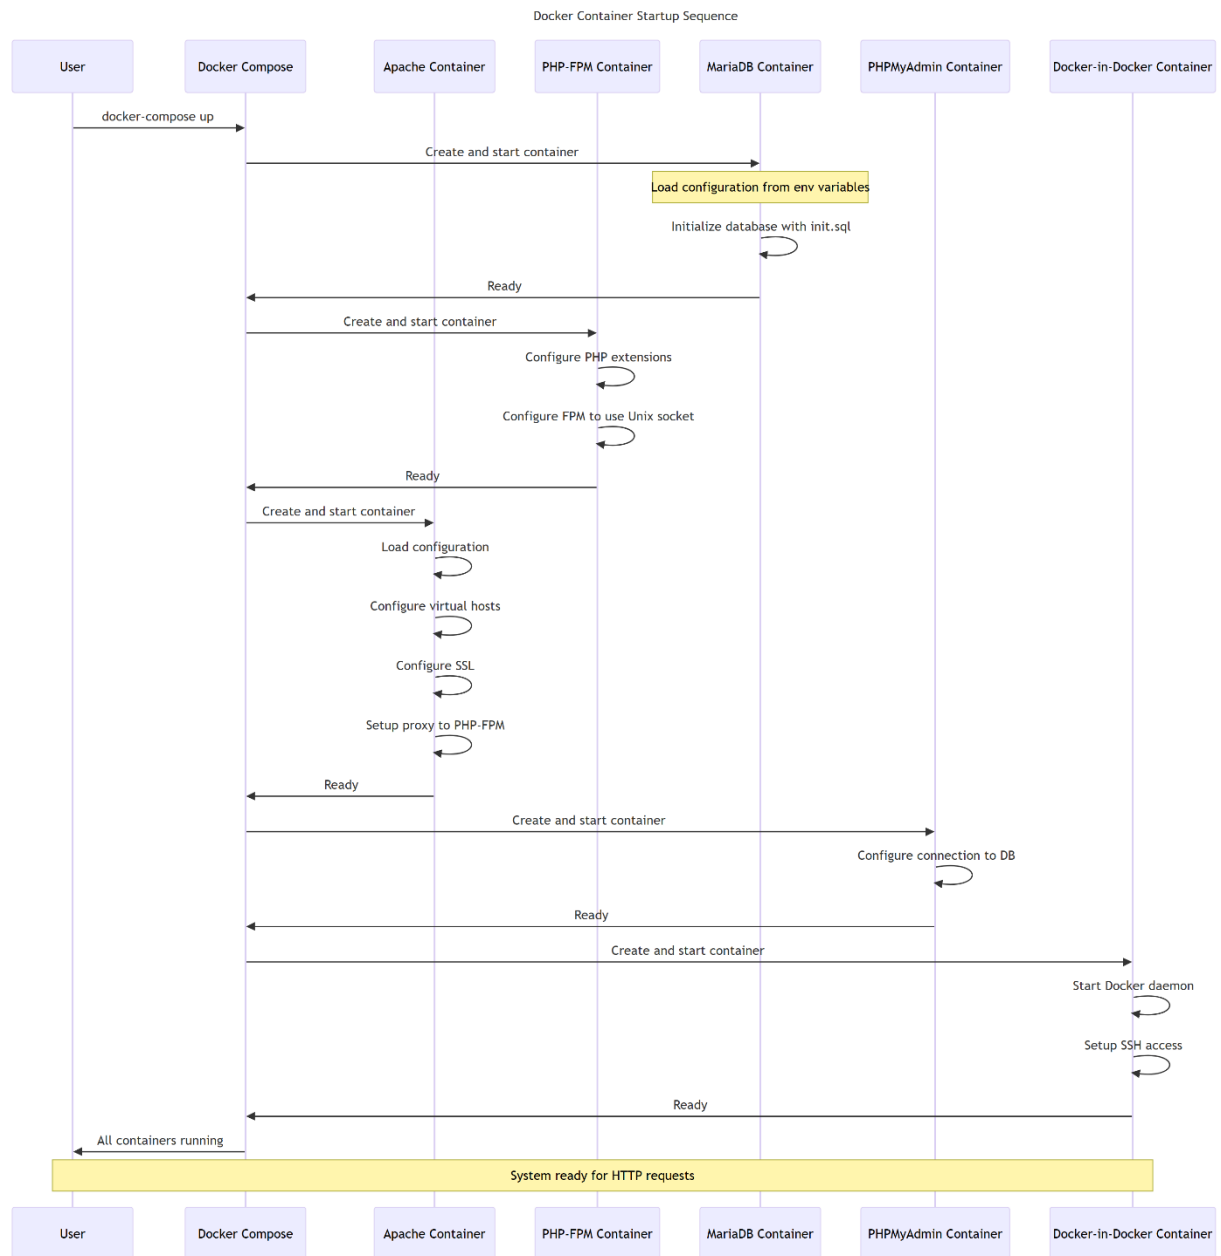 Docker Container Startup Sequence
User
Docker Compose
Apache Container
PHP-FPM Container
MariaDB Container
PHPMyAdmin Container
Docker-in-Docker Container
docker-compose up
Create and start container
Load configuration from env variables
Initialize database with init.sql
Ready
Create and start container
Configure PHP extensions
Configure FPM to use Unix socket
Ready
Create and start container
Load configuration
Configure virtual hosts
Configure SSL
Setup proxy to PHP-FPM
Ready
Create and start container
Configure connection to DB
Ready
Create and start container
Start Docker daemon
Setup SSH access
Ready
All containers running
System ready for HTTP requests
User
Docker Compose
Apache Container
PHP-FPM Container
MariaDB Container
PHPMyAdmin Container
Docker-in-Docker Container